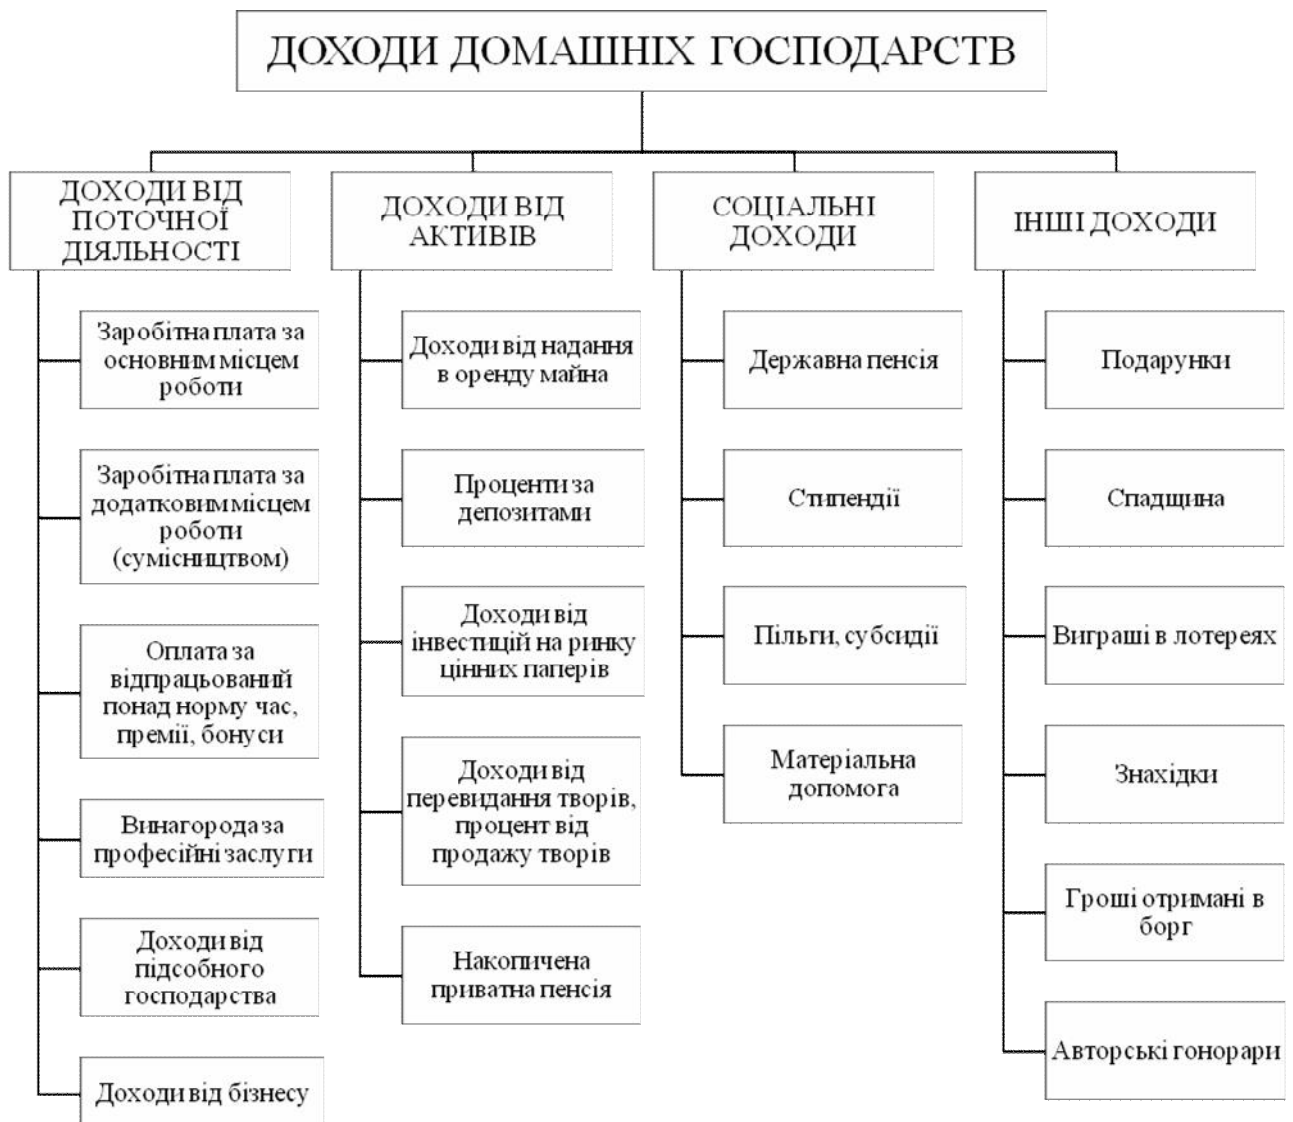 ДОХОДИ ДОМАШНІХ ГОСПОДАРСТВ
ДОХОДИ ВІД
ПОТОЧНОЇ
ДІЯЛЬНОСТІ
Заробітна плата за
основним місцем
роботи
Заробітна плата за
додатковим місцем
роботи
(сумісництвом)
Оплата за
відпрацьований
понад норму час,
премії, бонуси
Винагорода за
професійні заслуги
Доходи від
підсобного
господарства
Доходи від бізнесу
ДОХОДИ ВІД
АКТИВІВ
Доходи від надання
в оренду майна
Проценти за
депозитами
Доходи від
інвестицій на ринку
цінних паперів
Доходи від
перевидання творів,
процент від
продажу творів
Накопичена
приватна пенсія
СОЦІАЛЬНІ
ДОХОДИ
Державна пенсія
Стипендії
Пільги, субсидії
Матеріальна
допомога
ІНШІ ДОХОДИ
Подарунки
Спадщина
Виграші в лотереях
Знахідки
Гроші отримані в
борг
Авторські гонорари